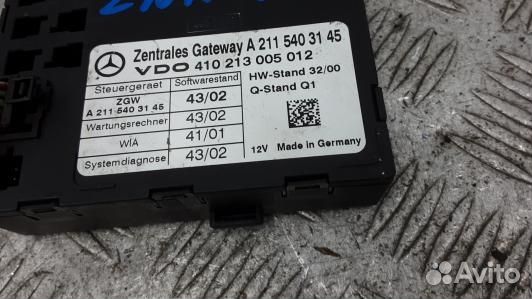 Zentrales Gateway A 211 540 31 45
VDO 410 213 005 012
Steuergeraet Softwarestand
ZGW
A 211 540 31 45 43/02
Wartungsrechner 43/02
WIA 41/01
Systemdiagnose 43/02
HW-Stand 32/00
Q-Stand Q1
12V Made in Germany
Avito